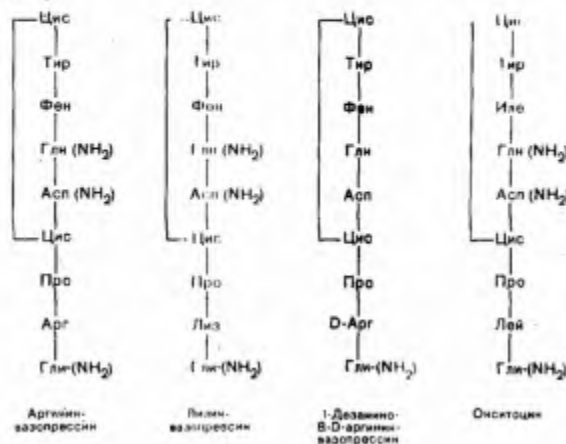 Цис Цис Цис Цис
Тир Тир Тир Тир
Фен Фен Фен Иле
Глн (NH₂) Глн (NH₂) Глн Глн (NH₂)
Асп (NH₂) Асп (NH₂) Асп Асп (NH₂)
Цис Цис Цис Цис
Про Про Про Про
Арг Лиз D-Арг Лей
Гли-(NH₂) Гли-(NH₂) Гли-(NH₂) Гли-(NH₂)
Аргинин- Лизин- 1-Дезамино- Окситоцин
вазопрессин вазопрессин 8-D-аргинин-
вазопрессин